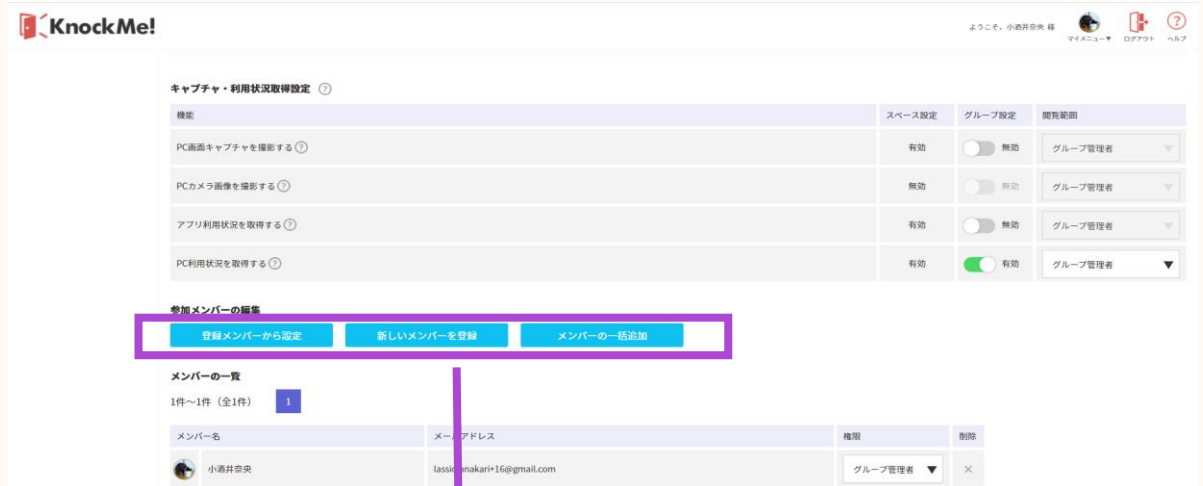 KnockMe!
ようこそ、小酒井奈央 様
マイメニュー▼ ログアウト ヘルプ
キャプチャ・利用状況取得設定 ?
機能 スペース設定 グループ設定 閲覧範囲
PC画面キャプチャを撮影する ? 有効 無効 グループ管理者 ▼
PCカメラ画像を撮影する ? 無効 無効 グループ管理者 ▼
アプリ利用状況を取得する ? 有効 無効 グループ管理者 ▼
PC利用状況を取得する ? 有効 有効 グループ管理者 ▼
参加メンバーの編集
登録メンバーから設定 新しいメンバーを登録 メンバーの一括追加
メンバーの一覧
1件～1件（全1件） 1
メンバー名 メールアドレス 権限 削除
小酒井奈央 グループ管理者 ▼ ×